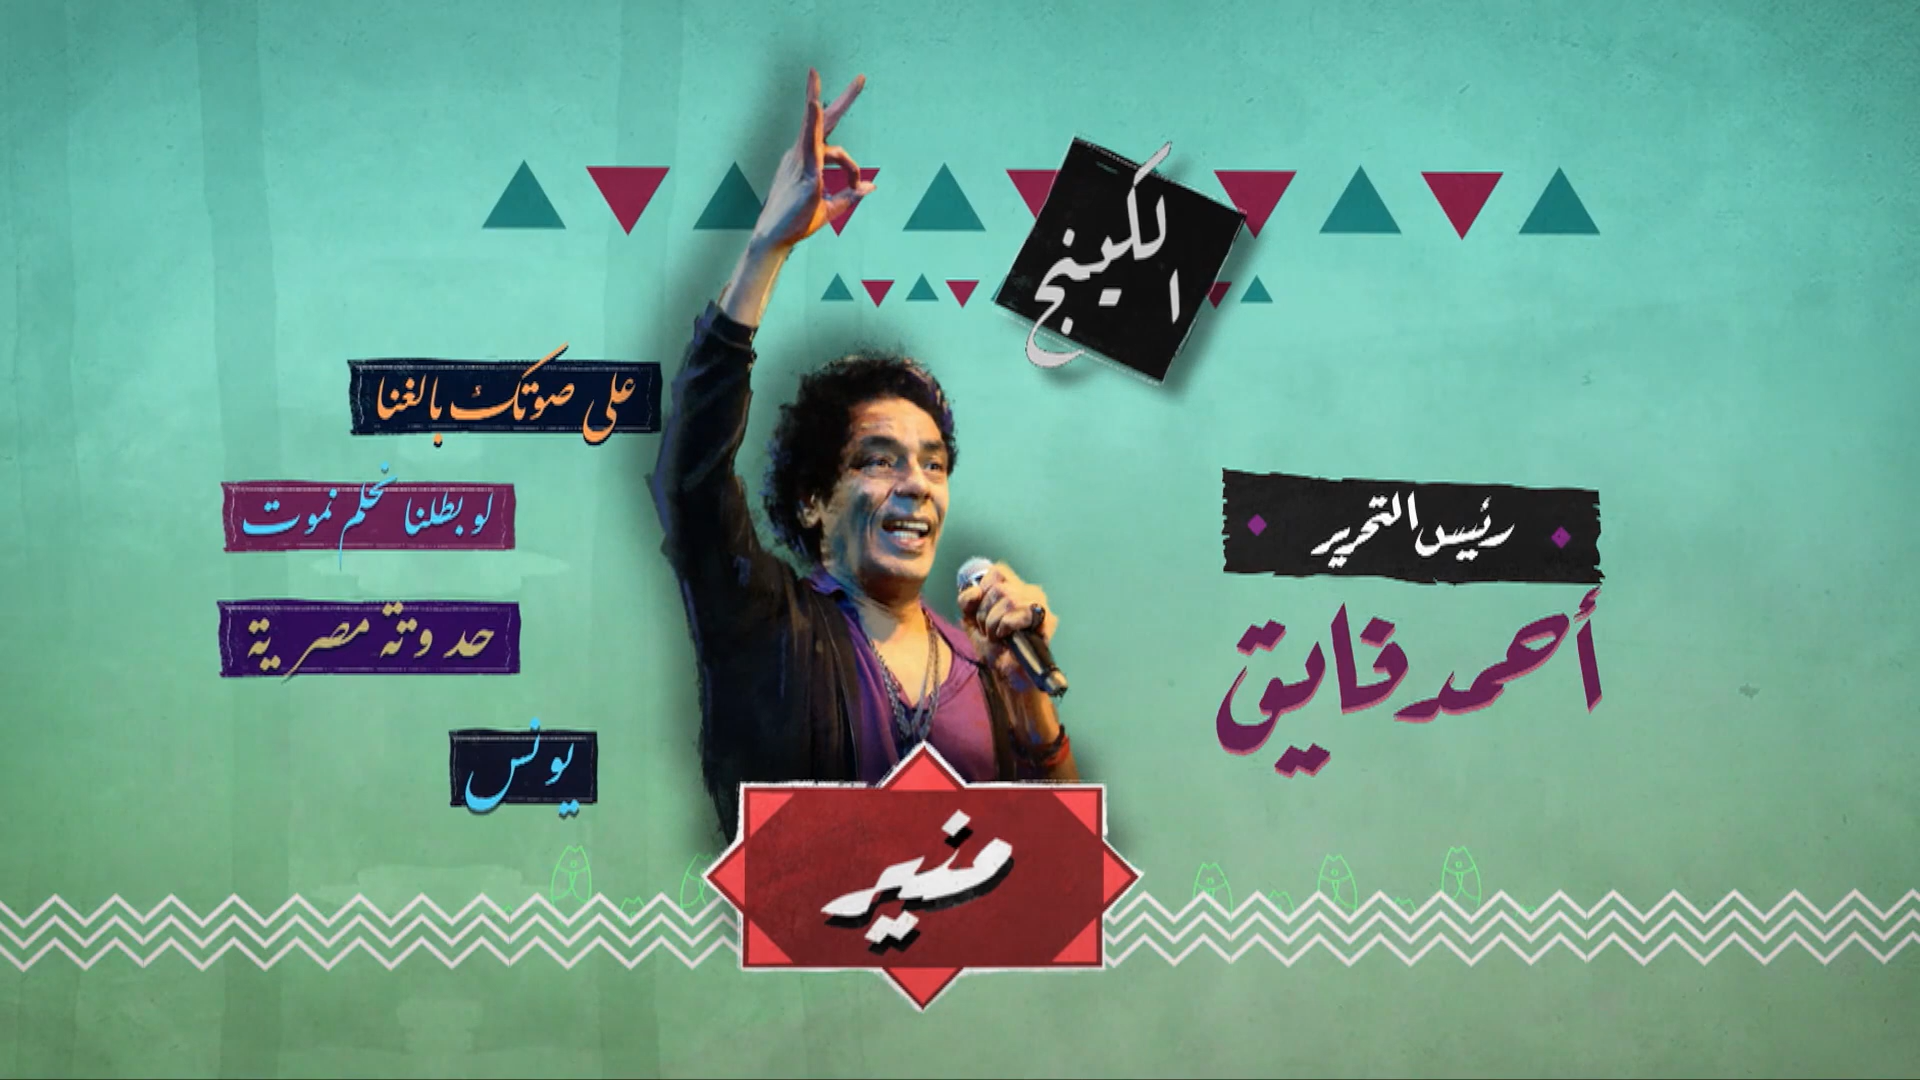 الكينج
على صوتك بالغنا
لو بطلنا نحلم نموت
حدوتة مصرية
يونس
رئيس التحرير
أحمد فايق
منير